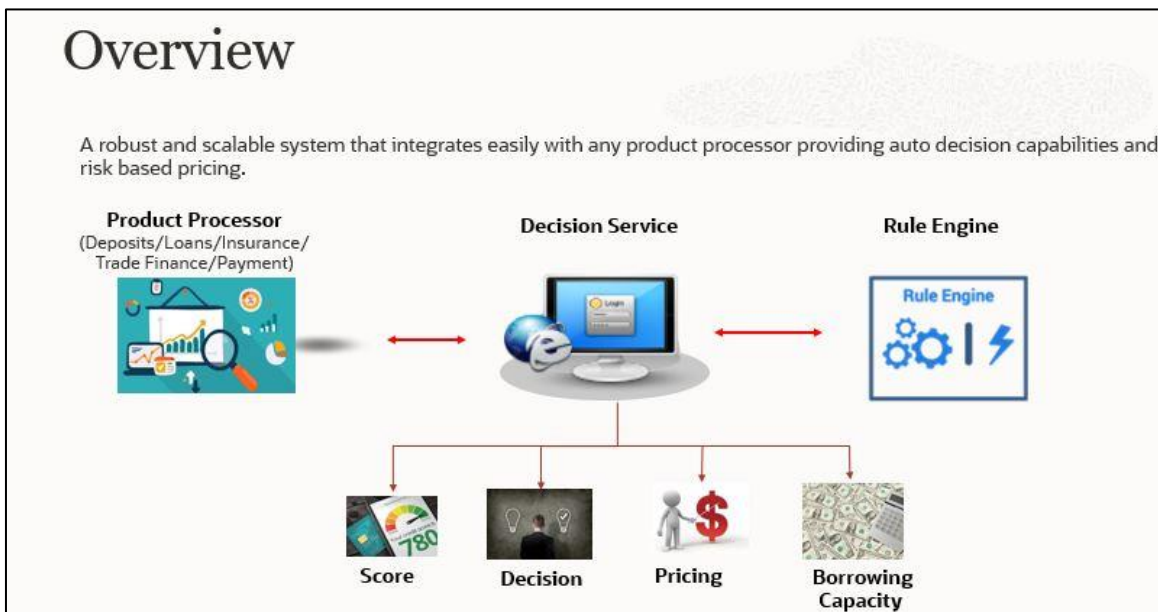 Overview
A robust and scalable system that integrates easily with any product processor providing auto decision capabilities and
risk based pricing.
Product Processor
(Deposits/Loans/Insurance/
Trade Finance/Payment)
Decision Service
Rule Engine
Login
Rule Engine
780
Score
Decision
Pricing
Borrowing
Capacity